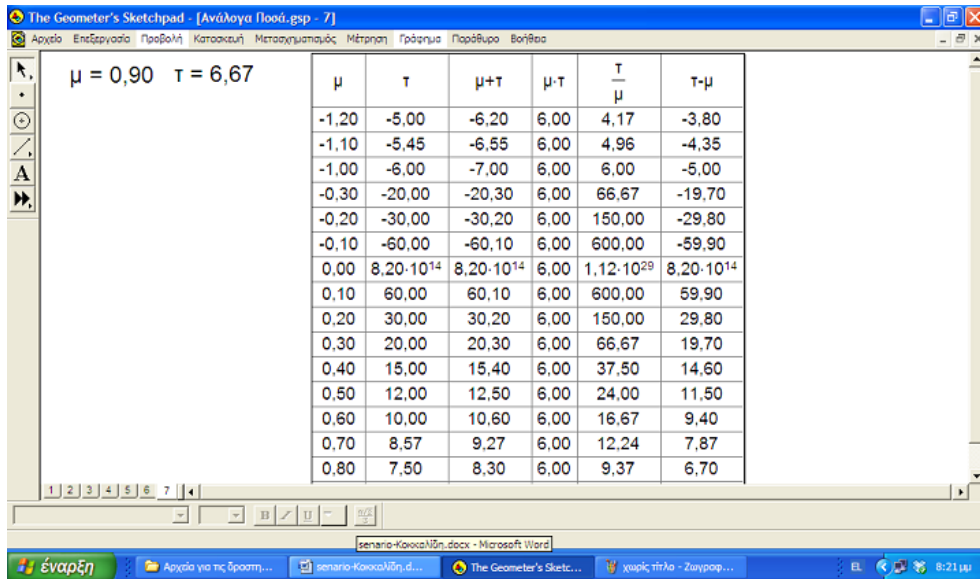 The Geometer's Sketchpad - [Ανάλογα Ποσά.gsp - 7]
Αρχείο Επεξεργασία Προβολή Κατασκευή Μετασχηματισμός Μέτρηση Γράφημα Παράθυρο Βοήθεια
μ = 0,90 τ = 6,67
μ τ μ+τ μ·τ τ/μ τ-μ
-1,20 -5,00 -6,20 6,00 4,17 -3,80
-1,10 -5,45 -6,55 6,00 4,96 -4,35
-1,00 -6,00 -7,00 6,00 6,00 -5,00
-0,30 -20,00 -20,30 6,00 66,67 -19,70
-0,20 -30,00 -30,20 6,00 150,00 -29,80
-0,10 -60,00 -60,10 6,00 600,00 -59,90
0,00 8,20·10¹⁴ 8,20·10¹⁴ 6,00 1,12·10²⁹ 8,20·10¹⁴
0,10 60,00 60,10 6,00 600,00 59,90
0,20 30,00 30,20 6,00 150,00 29,80
0,30 20,00 20,30 6,00 66,67 19,70
0,40 15,00 15,40 6,00 37,50 14,60
0,50 12,00 12,50 6,00 24,00 11,50
0,60 10,00 10,60 6,00 16,67 9,40
0,70 8,57 9,27 6,00 12,24 7,87
0,80 7,50 8,30 6,00 9,37 6,70
1 2 3 4 5 6 7
B I U
senario-Κοκκαλίδη.docx - Microsoft Word
έναρξη Αρχεία για τις δραστη... senario-Κοκκαλίδη.d... The Geometer's Sketc... χωρίς τίτλο - Ζωγραφ... EL 8:21 μμ